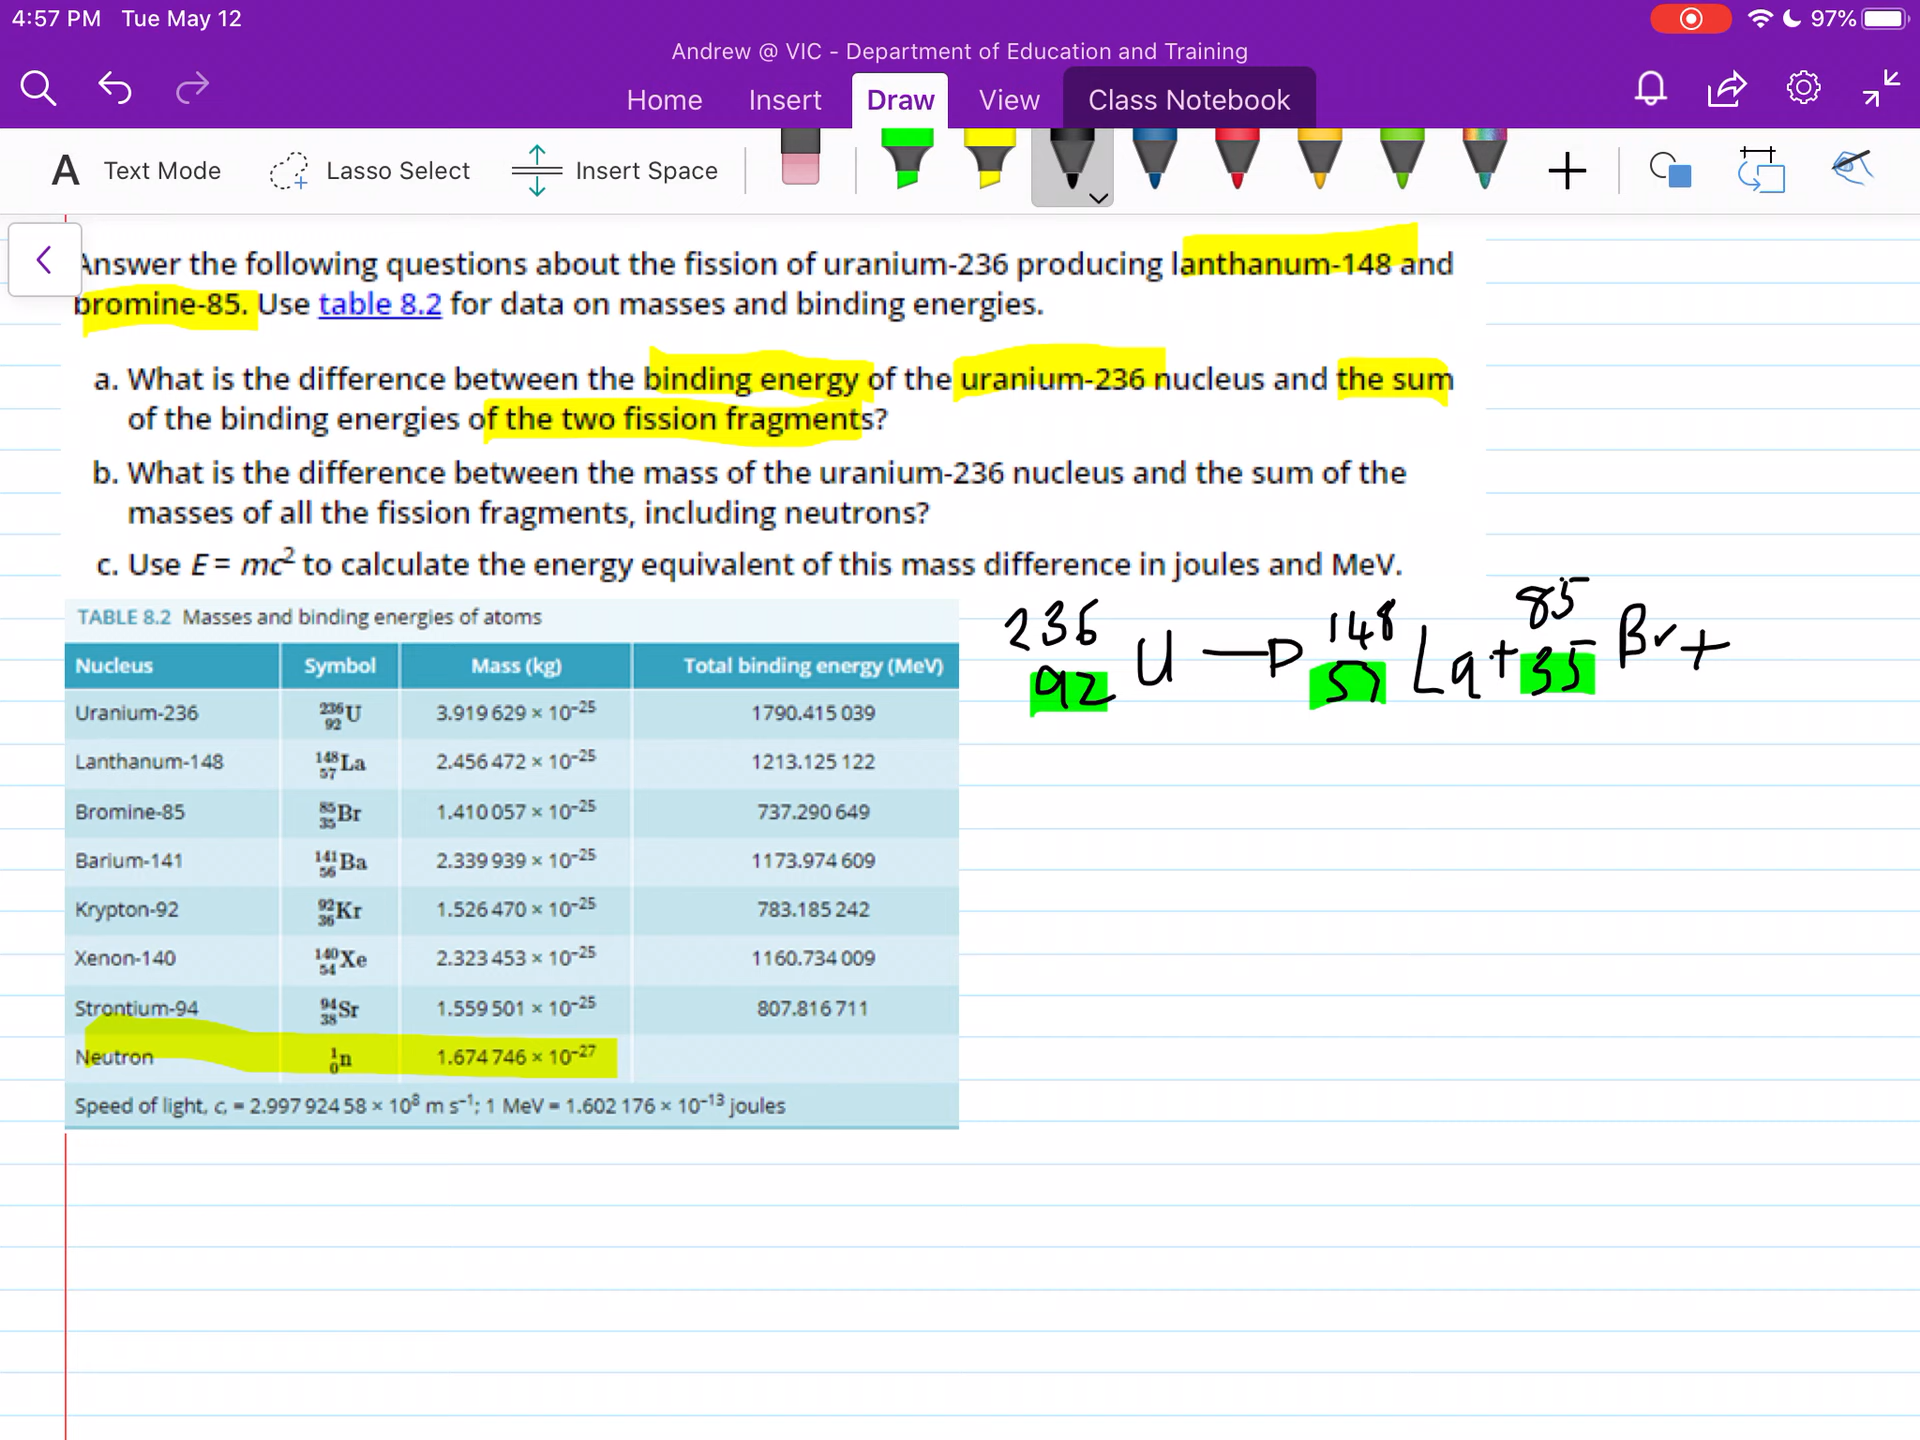 4:57 PM Tue May 12
97%
Andrew @ VIC - Department of Education and Training
Home Insert Draw View Class Notebook
A Text Mode Lasso Select Insert Space
Answer the following questions about the fission of uranium-236 producing lanthanum-148 and
bromine-85. Use table 8.2 for data on masses and binding energies.
a. What is the difference between the binding energy of the uranium-236 nucleus and the sum
of the binding energies of the two fission fragments?
b. What is the difference between the mass of the uranium-236 nucleus and the sum of the
masses of all the fission fragments, including neutrons?
c. Use E = mc² to calculate the energy equivalent of this mass difference in joules and MeV.
TABLE 8.2 Masses and binding energies of atoms
Nucleus Symbol Mass (kg) Total binding energy (MeV)
Uranium-236 ²³⁶₉₂U 3.919 629 × 10⁻²⁵ 1790.415 039
Lanthanum-148 ¹⁴⁸₅₇La 2.456 472 × 10⁻²⁵ 1213.125 122
Bromine-85 ⁸⁵₃₅Br 1.410 057 × 10⁻²⁵ 737.290 649
Barium-141 ¹⁴¹₅₆Ba 2.339 939 × 10⁻²⁵ 1173.974 609
Krypton-92 ⁹²₃₆Kr 1.526 470 × 10⁻²⁵ 783.185 242
Xenon-140 ¹⁴⁰₅₄Xe 2.323 453 × 10⁻²⁵ 1160.734 009
Strontium-94 ⁹⁴₃₈Sr 1.559 501 × 10⁻²⁵ 807.816 711
Neutron ¹₀n 1.674 746 × 10⁻²⁷
Speed of light, c, = 2.997 924 58 × 10⁸ m s⁻¹; 1 MeV = 1.602 176 × 10⁻¹³ joules
²³⁶₉₂U → ¹⁴⁸₅₇La + ⁸⁵₃₅Br +